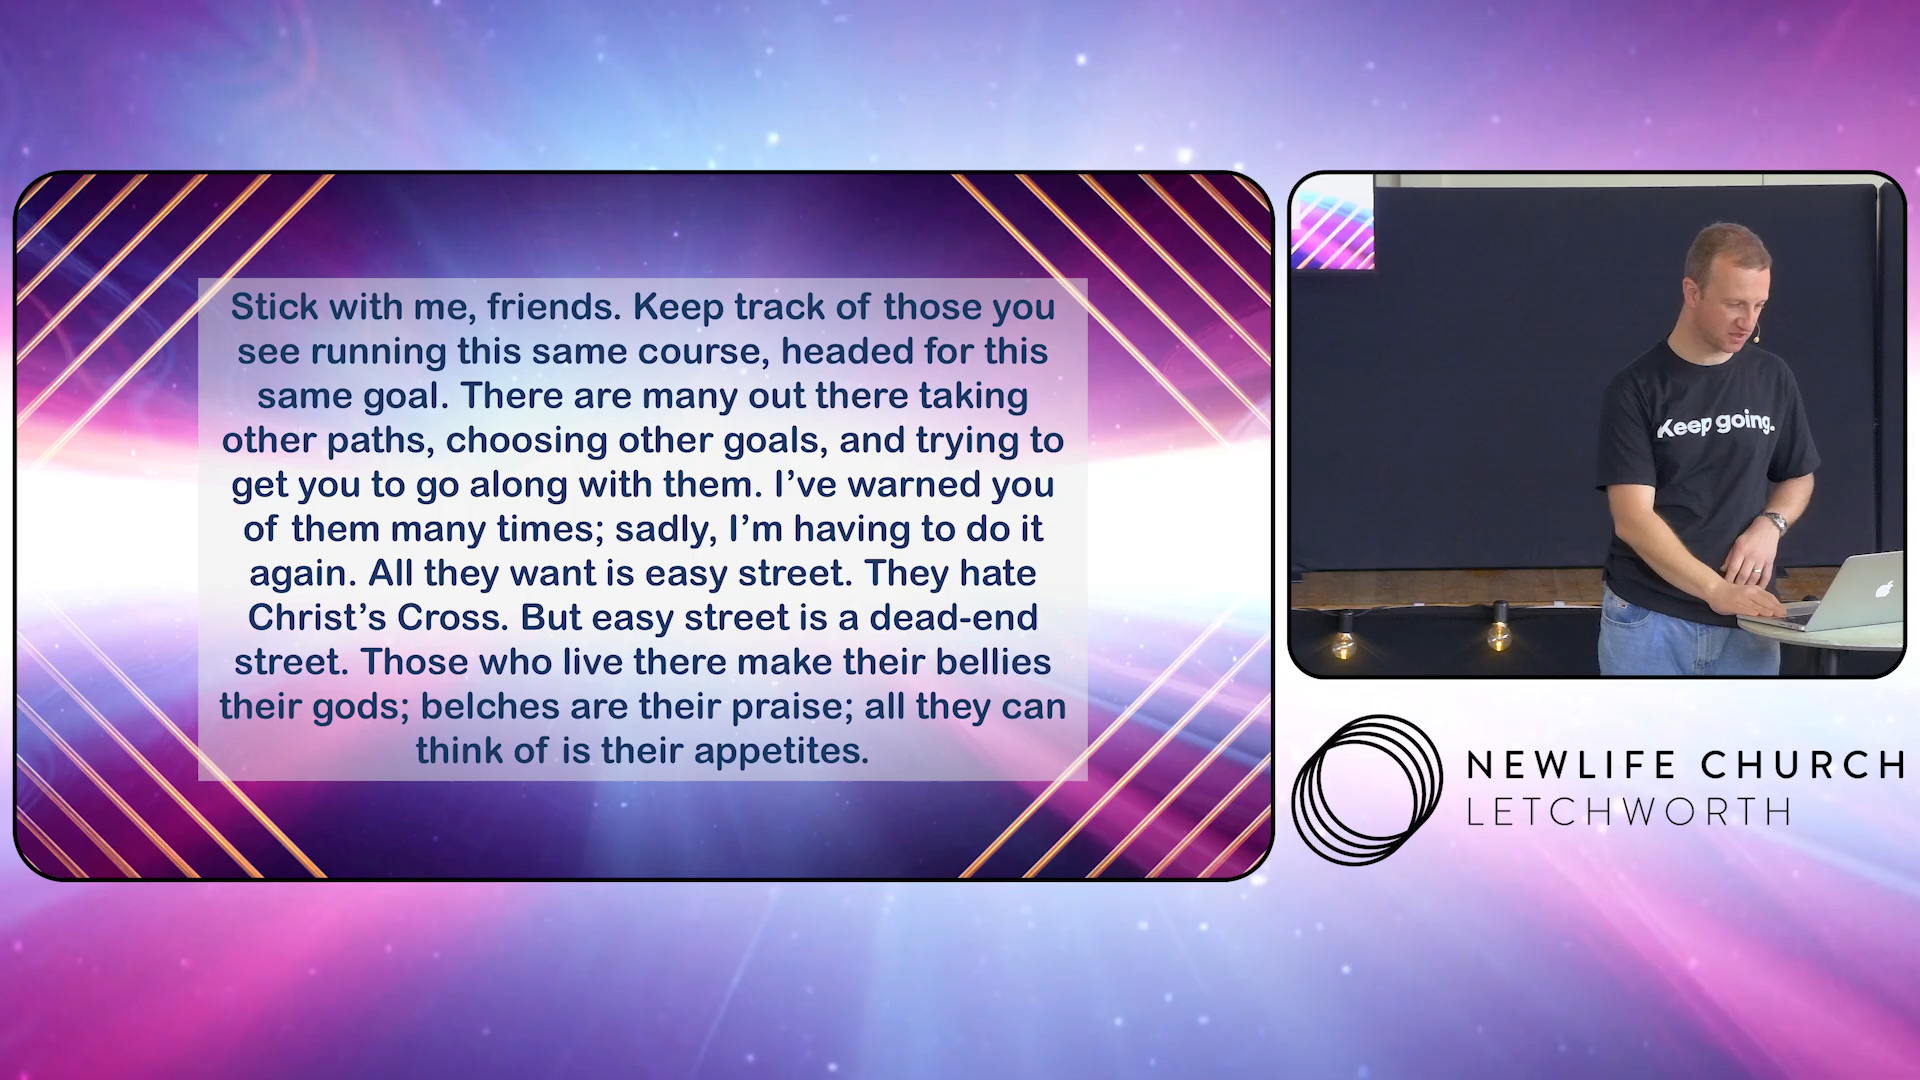 Stick with me, friends. Keep track of those you
see running this same course, headed for this
same goal. There are many out there taking
other paths, choosing other goals, and trying to
get you to go along with them. I’ve warned you
of them many times; sadly, I’m having to do it
again. All they want is easy street. They hate
Christ’s Cross. But easy street is a dead-end
street. Those who live there make their bellies
their gods; belches are their praise; all they can
think of is their appetites.
Keep going.
NEWLIFE CHURCH
LETCHWORTH